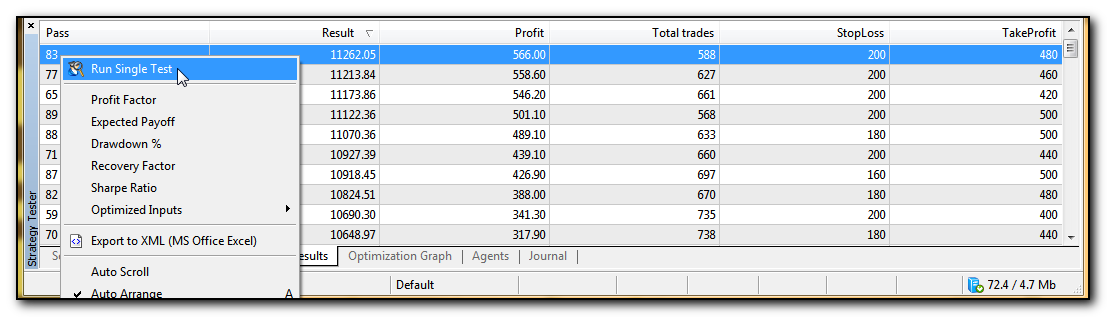 Pass Result Profit Total trades StopLoss TakeProfit
83 11262.05 566.00 588 200 480
Run Single Test
77 11213.84 558.60 627 200 460
65 11173.86 546.20 661 200 420
Profit Factor
89 11122.36 501.10 568 200 500
Expected Payoff
88 11070.36 489.10 633 180 500
Drawdown %
71 10927.39 439.10 660 200 440
Recovery Factor
87 10918.45 426.90 697 160 500
Sharpe Ratio
82 10824.51 388.00 670 180 480
Optimized Inputs
59 10690.30 341.30 735 200 400
70 10648.97 317.90 738 180 440
Export to XML (MS Office Excel)
Strategy Tester
Se esults Optimization Graph Agents Journal
Auto Scroll
Auto Arrange A
Default 72.4 / 4.7 Mb